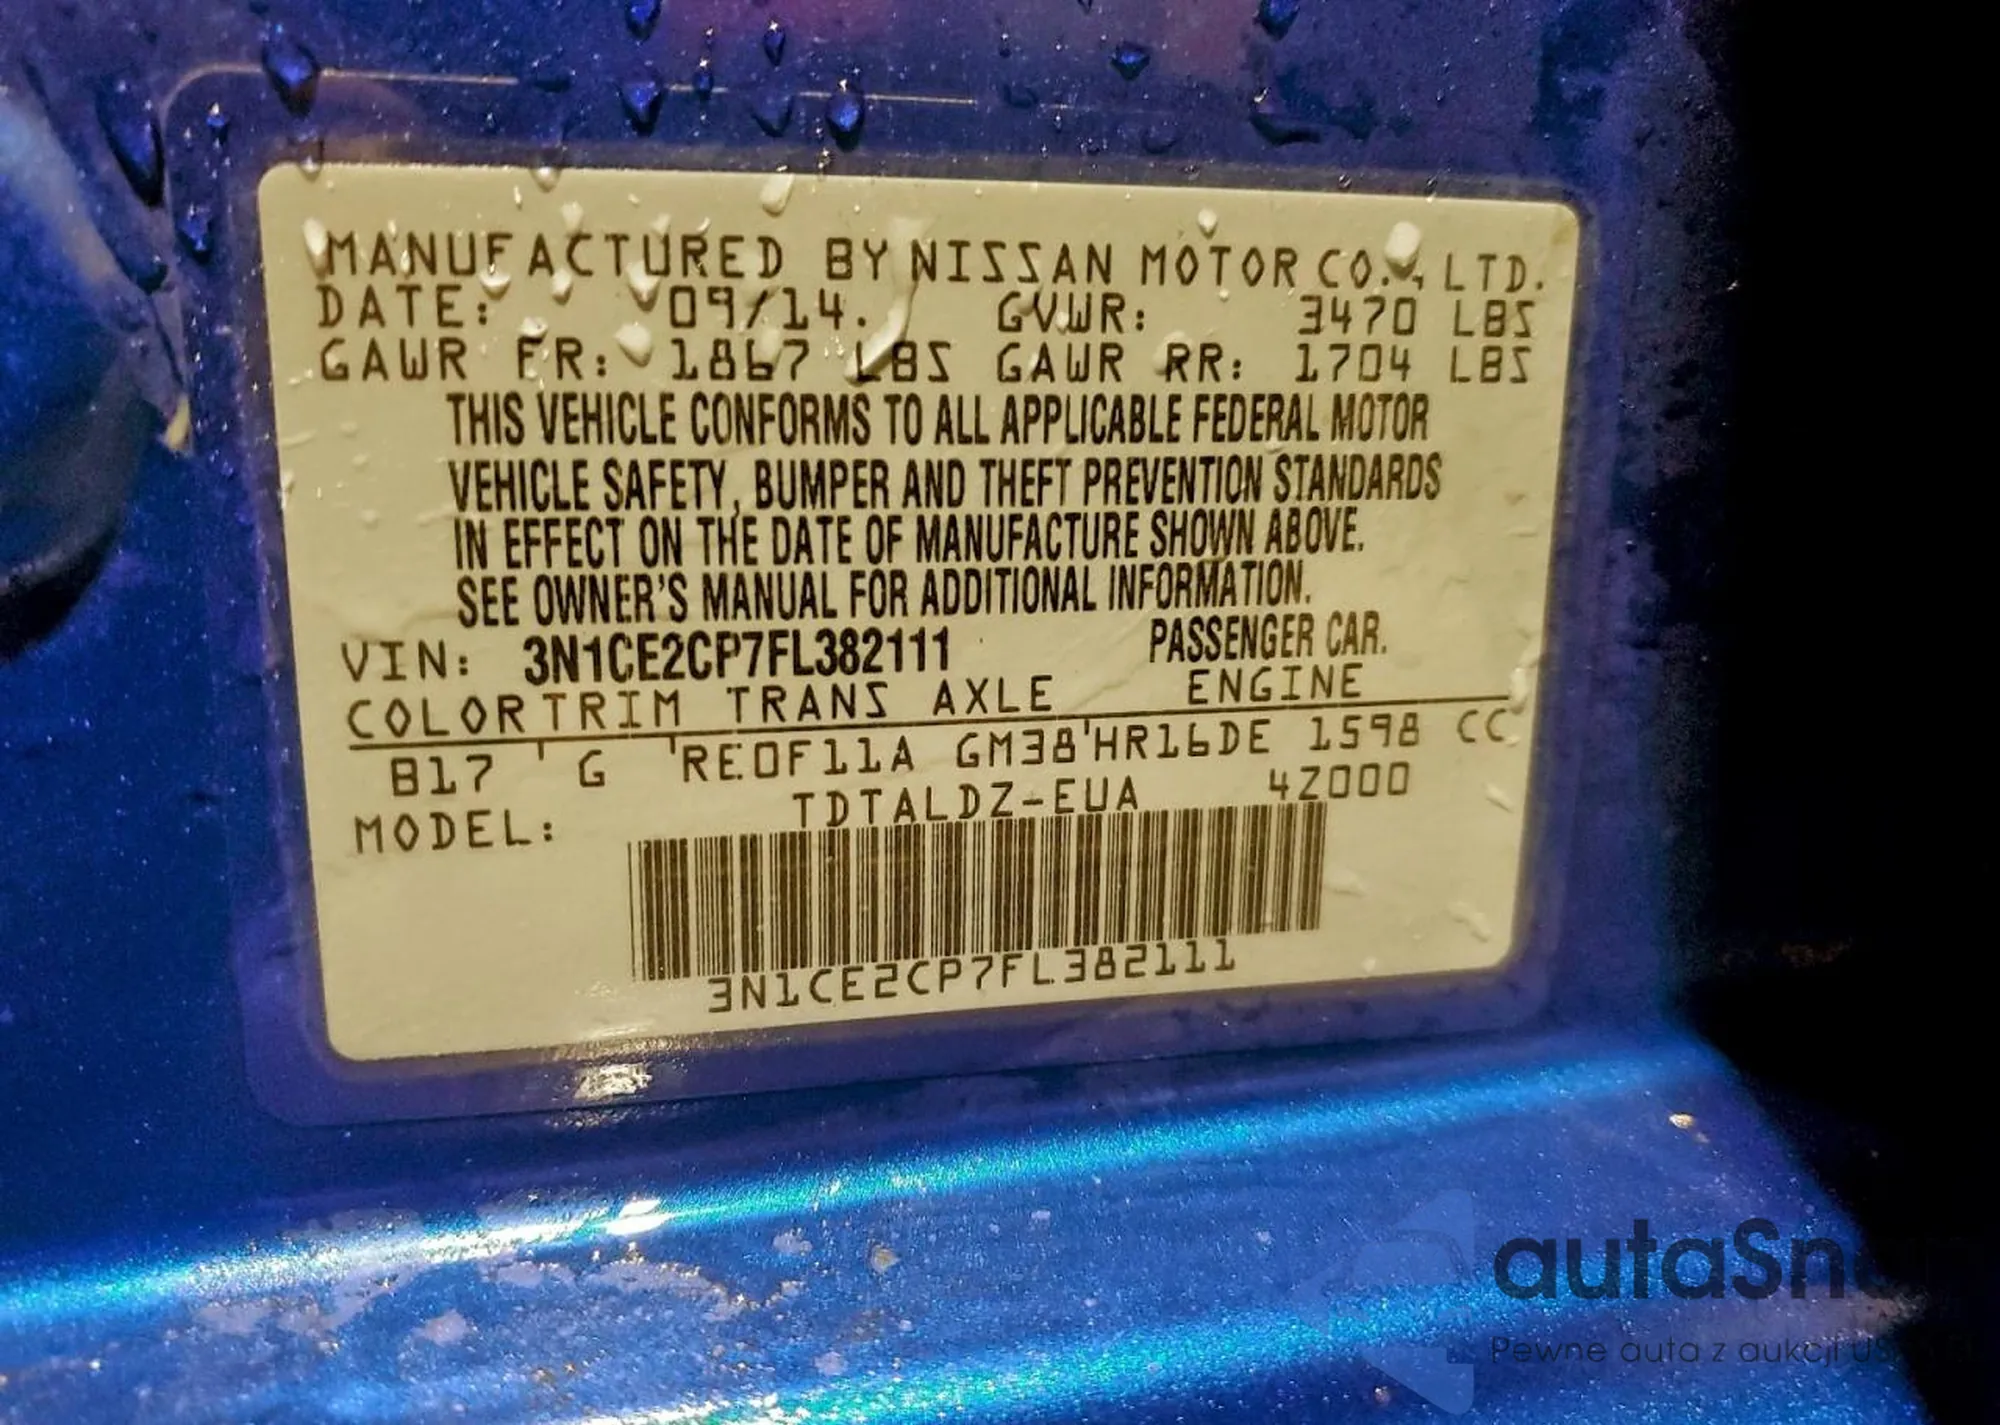 MANUFACTURED BY NISSAN MOTOR CO., LTD.
DATE: 09/14. GVWR: 3470 LBS
GAWR FR: 1867 LBS GAWR RR: 1704 LBS
THIS VEHICLE CONFORMS TO ALL APPLICABLE FEDERAL MOTOR
VEHICLE SAFETY, BUMPER AND THEFT PREVENTION STANDARDS
IN EFFECT ON THE DATE OF MANUFACTURE SHOWN ABOVE.
SEE OWNER'S MANUAL FOR ADDITIONAL INFORMATION.
VIN: 3N1CE2CP7FL382111 PASSENGER CAR.
COLOR TRIM TRANS AXLE ENGINE
B17 ' G 'RE0F11A GM38'HR16DE 1598 CC
MODEL: TDTALDZ-EUA 4Z000
3N1CE2CP7FL382111
Pewne auta z aukcji